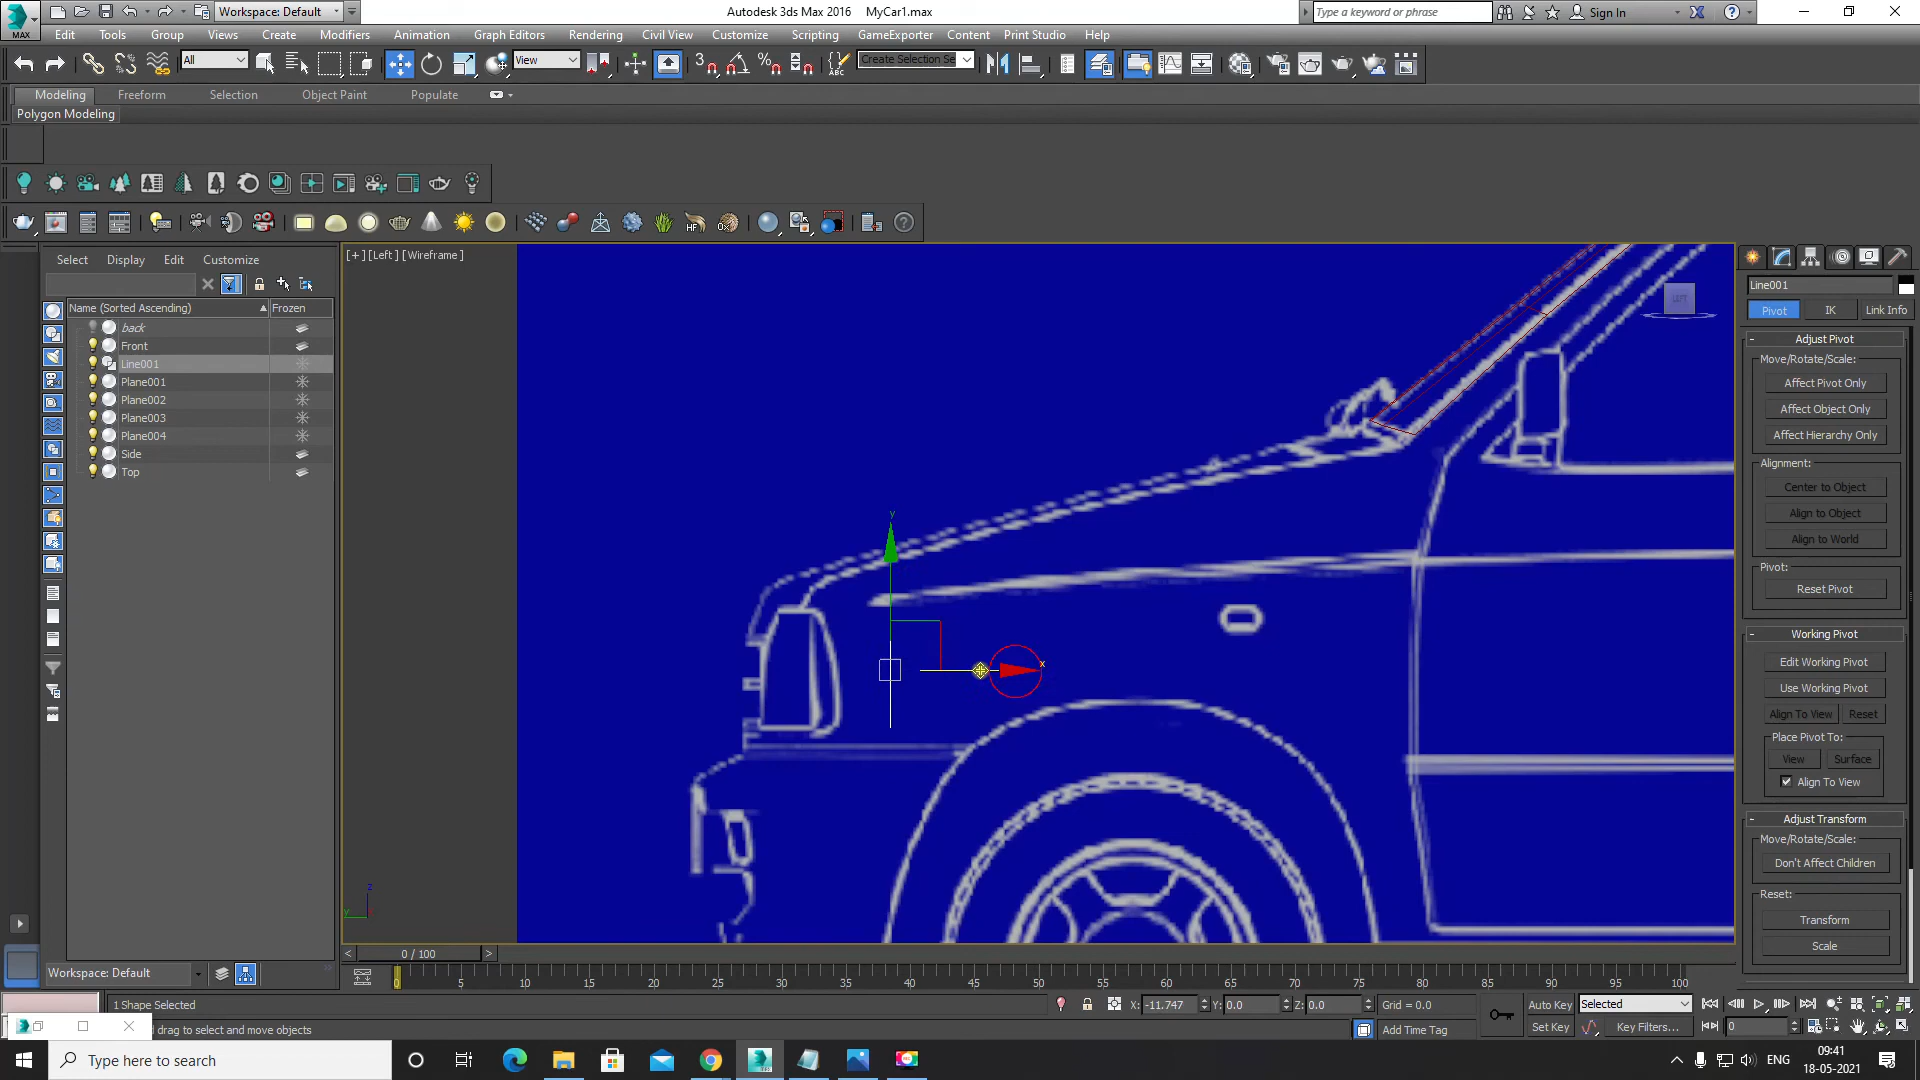 Workspace: Default
Autodesk 3ds Max 2016 MyCar1.max
Type a keyword or phrase
Sign In
MAX
Edit Tools Group Views Create Modifiers Animation Graph Editors Rendering Civil View Customize Scripting GameExporter Content Print Studio Help
All
View
3
ABC
Create Selection Se
Modeling Freeform Selection Object Paint Populate
Polygon Modeling
HF
Select Display Edit Customize
Name (Sorted Ascending) Frozen
back
Front
Line001
Plane001
Plane002
Plane003
Plane004
Side
Top
[+] [Left] [Wireframe]
y
x
z
y
Line001
Pivot IK Link Info
- Adjust Pivot
Move/Rotate/Scale:
Affect Pivot Only
Affect Object Only
Affect Hierarchy Only
Alignment:
Center to Object
Align to Object
Align to World
Pivot:
Reset Pivot
- Working Pivot
Edit Working Pivot
Use Working Pivot
Align To View Reset
Place Pivot To:
View Surface
Align To View
- Adjust Transform
Move/Rotate/Scale:
Don't Affect Children
Reset:
Transform
Scale
< 0 / 100 >
Workspace: Default
0 5 10 15 20 25 30 35 40 45 50 55 60 65 70 75 80 85 90 95 100
1 Shape Selected
X: -11.747 Y: 0.0 Z: 0.0 Grid = 0.0
Auto Key Selected
drag to select and move objects
Add Time Tag
Set Key Key Filters... 0
Type here to search
ENG
09:41
18-05-2021